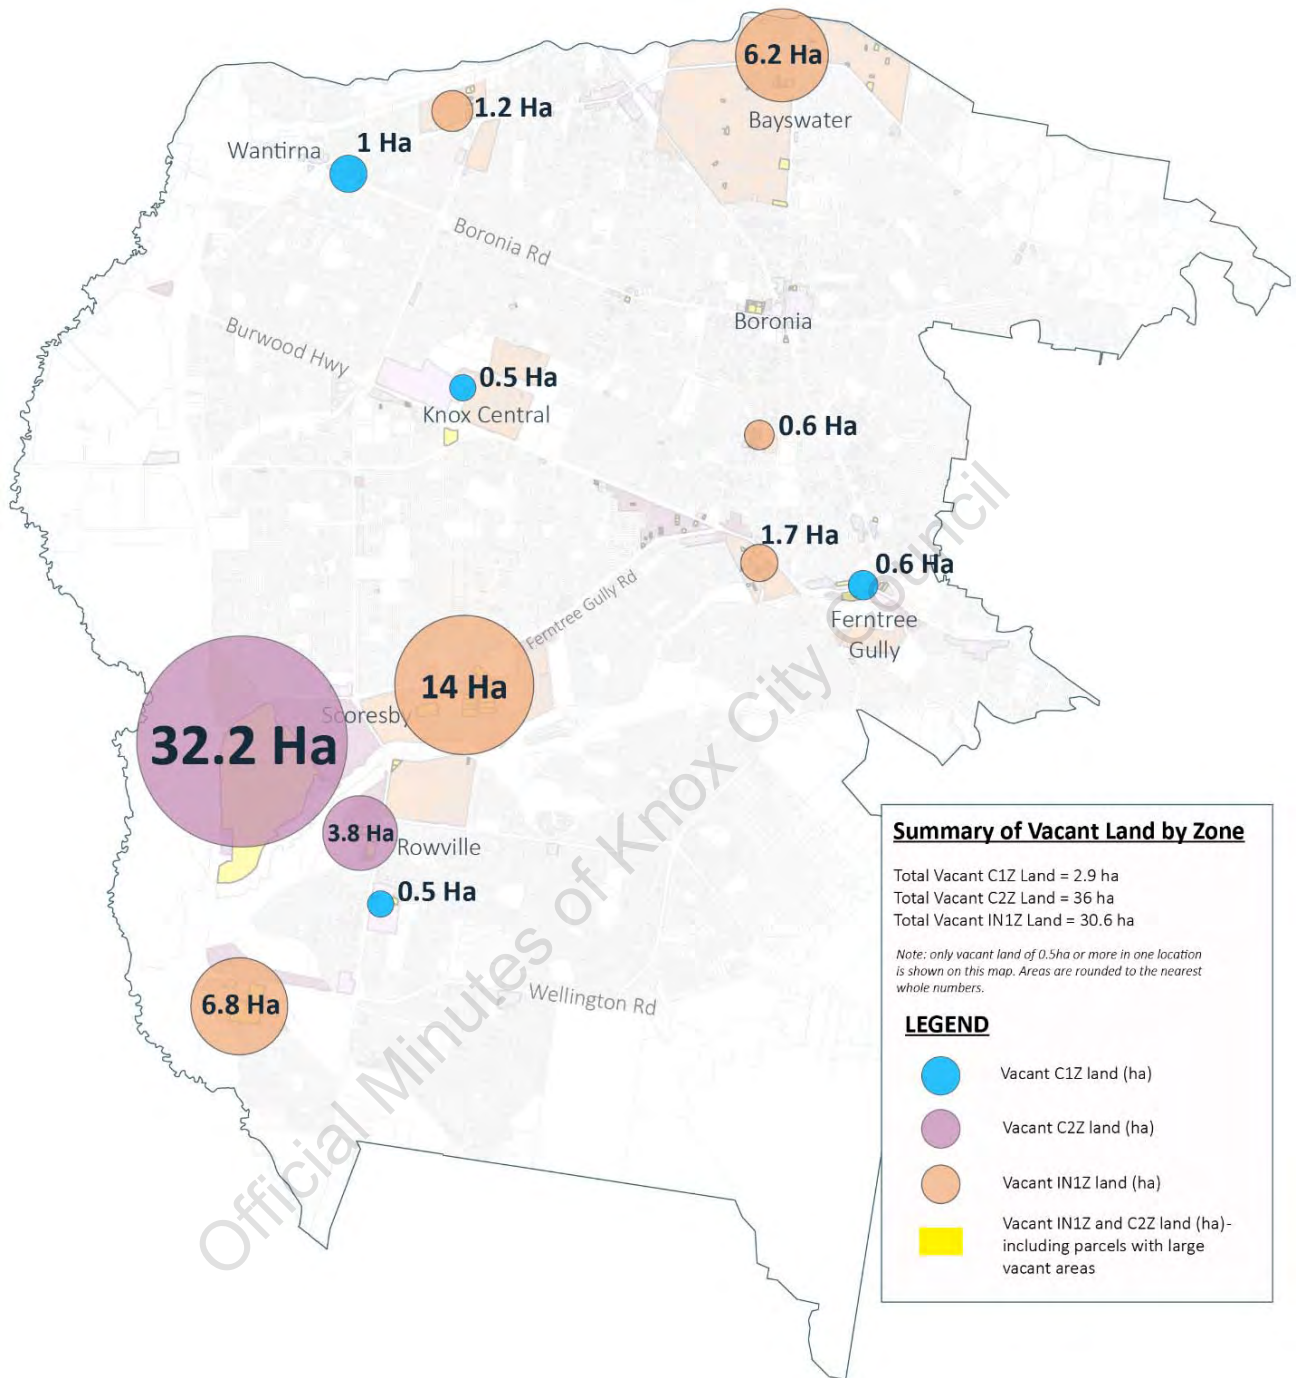 6.2 Ha
Bayswater
1.2 Ha
1 Ha
Wantirna
Boronia Rd
Boronia
Burwood Hwy
0.5 Ha
Knox Central
0.6 Ha
1.7 Ha
0.6 Ha
Ferntree
Gully
Ferntree Gully Rd
14 Ha
Scoresby
32.2 Ha
3.8 Ha
Rowville
0.5 Ha
6.8 Ha
Wellington Rd
Official Minutes of Knox City Council
Summary of Vacant Land by Zone
Total Vacant C1Z Land = 2.9 ha
Total Vacant C2Z Land = 36 ha
Total Vacant IN1Z Land = 30.6 ha
Note: only vacant land of 0.5ha or more in one location
is shown on this map. Areas are rounded to the nearest
whole numbers.
LEGEND
Vacant C1Z land (ha)
Vacant C2Z land (ha)
Vacant IN1Z land (ha)
Vacant IN1Z and C2Z land (ha)-
including parcels with large
vacant areas